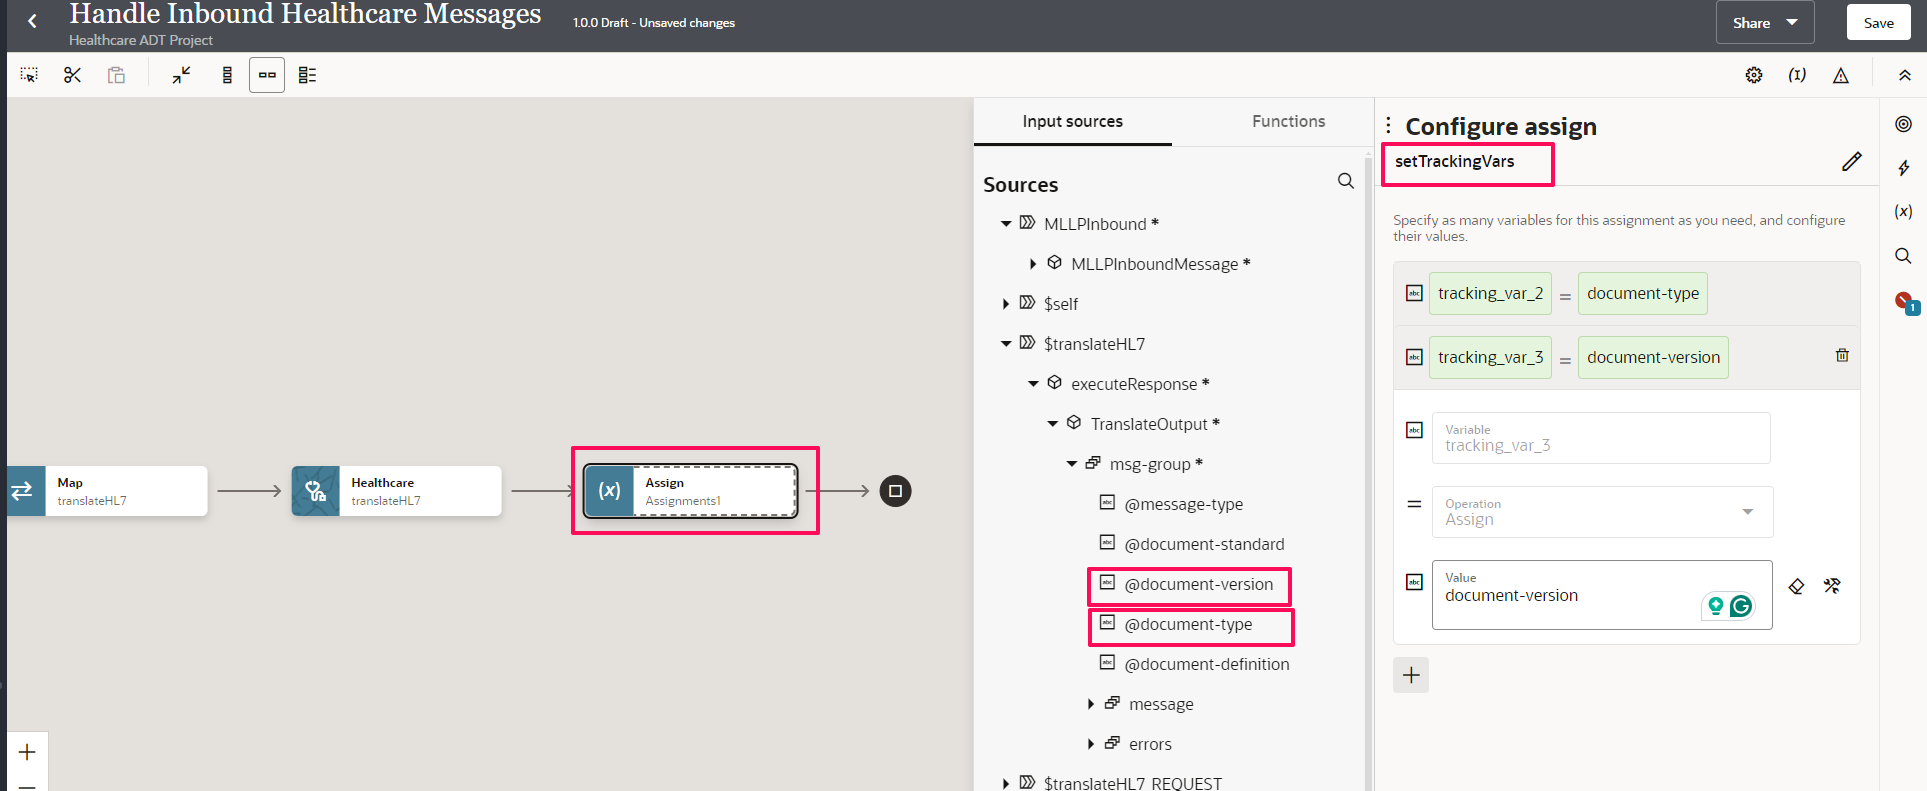 Handle Inbound Healthcare Messages
1.0.0 Draft - Unsaved changes
Healthcare ADT Project
Share
Save
Input sources
Functions
Sources
MLLPInbound *
MLLPInboundMessage *
$self
$translateHL7
executeResponse *
TranslateOutput *
msg-group *
@message-type
@document-standard
@document-version
@document-type
@document-definition
message
errors
$translateHL7_REQUEST
Map
translateHL7
Healthcare
translateHL7
(x)
Assign
Assignments1
Configure assign
setTrackingVars
Specify as many variables for this assignment as you need, and configure
their values.
abc tracking_var_2 = document-type
abc tracking_var_3 = document-version
Variable
tracking_var_3
Operation
Assign
Value
document-version
(x)
1